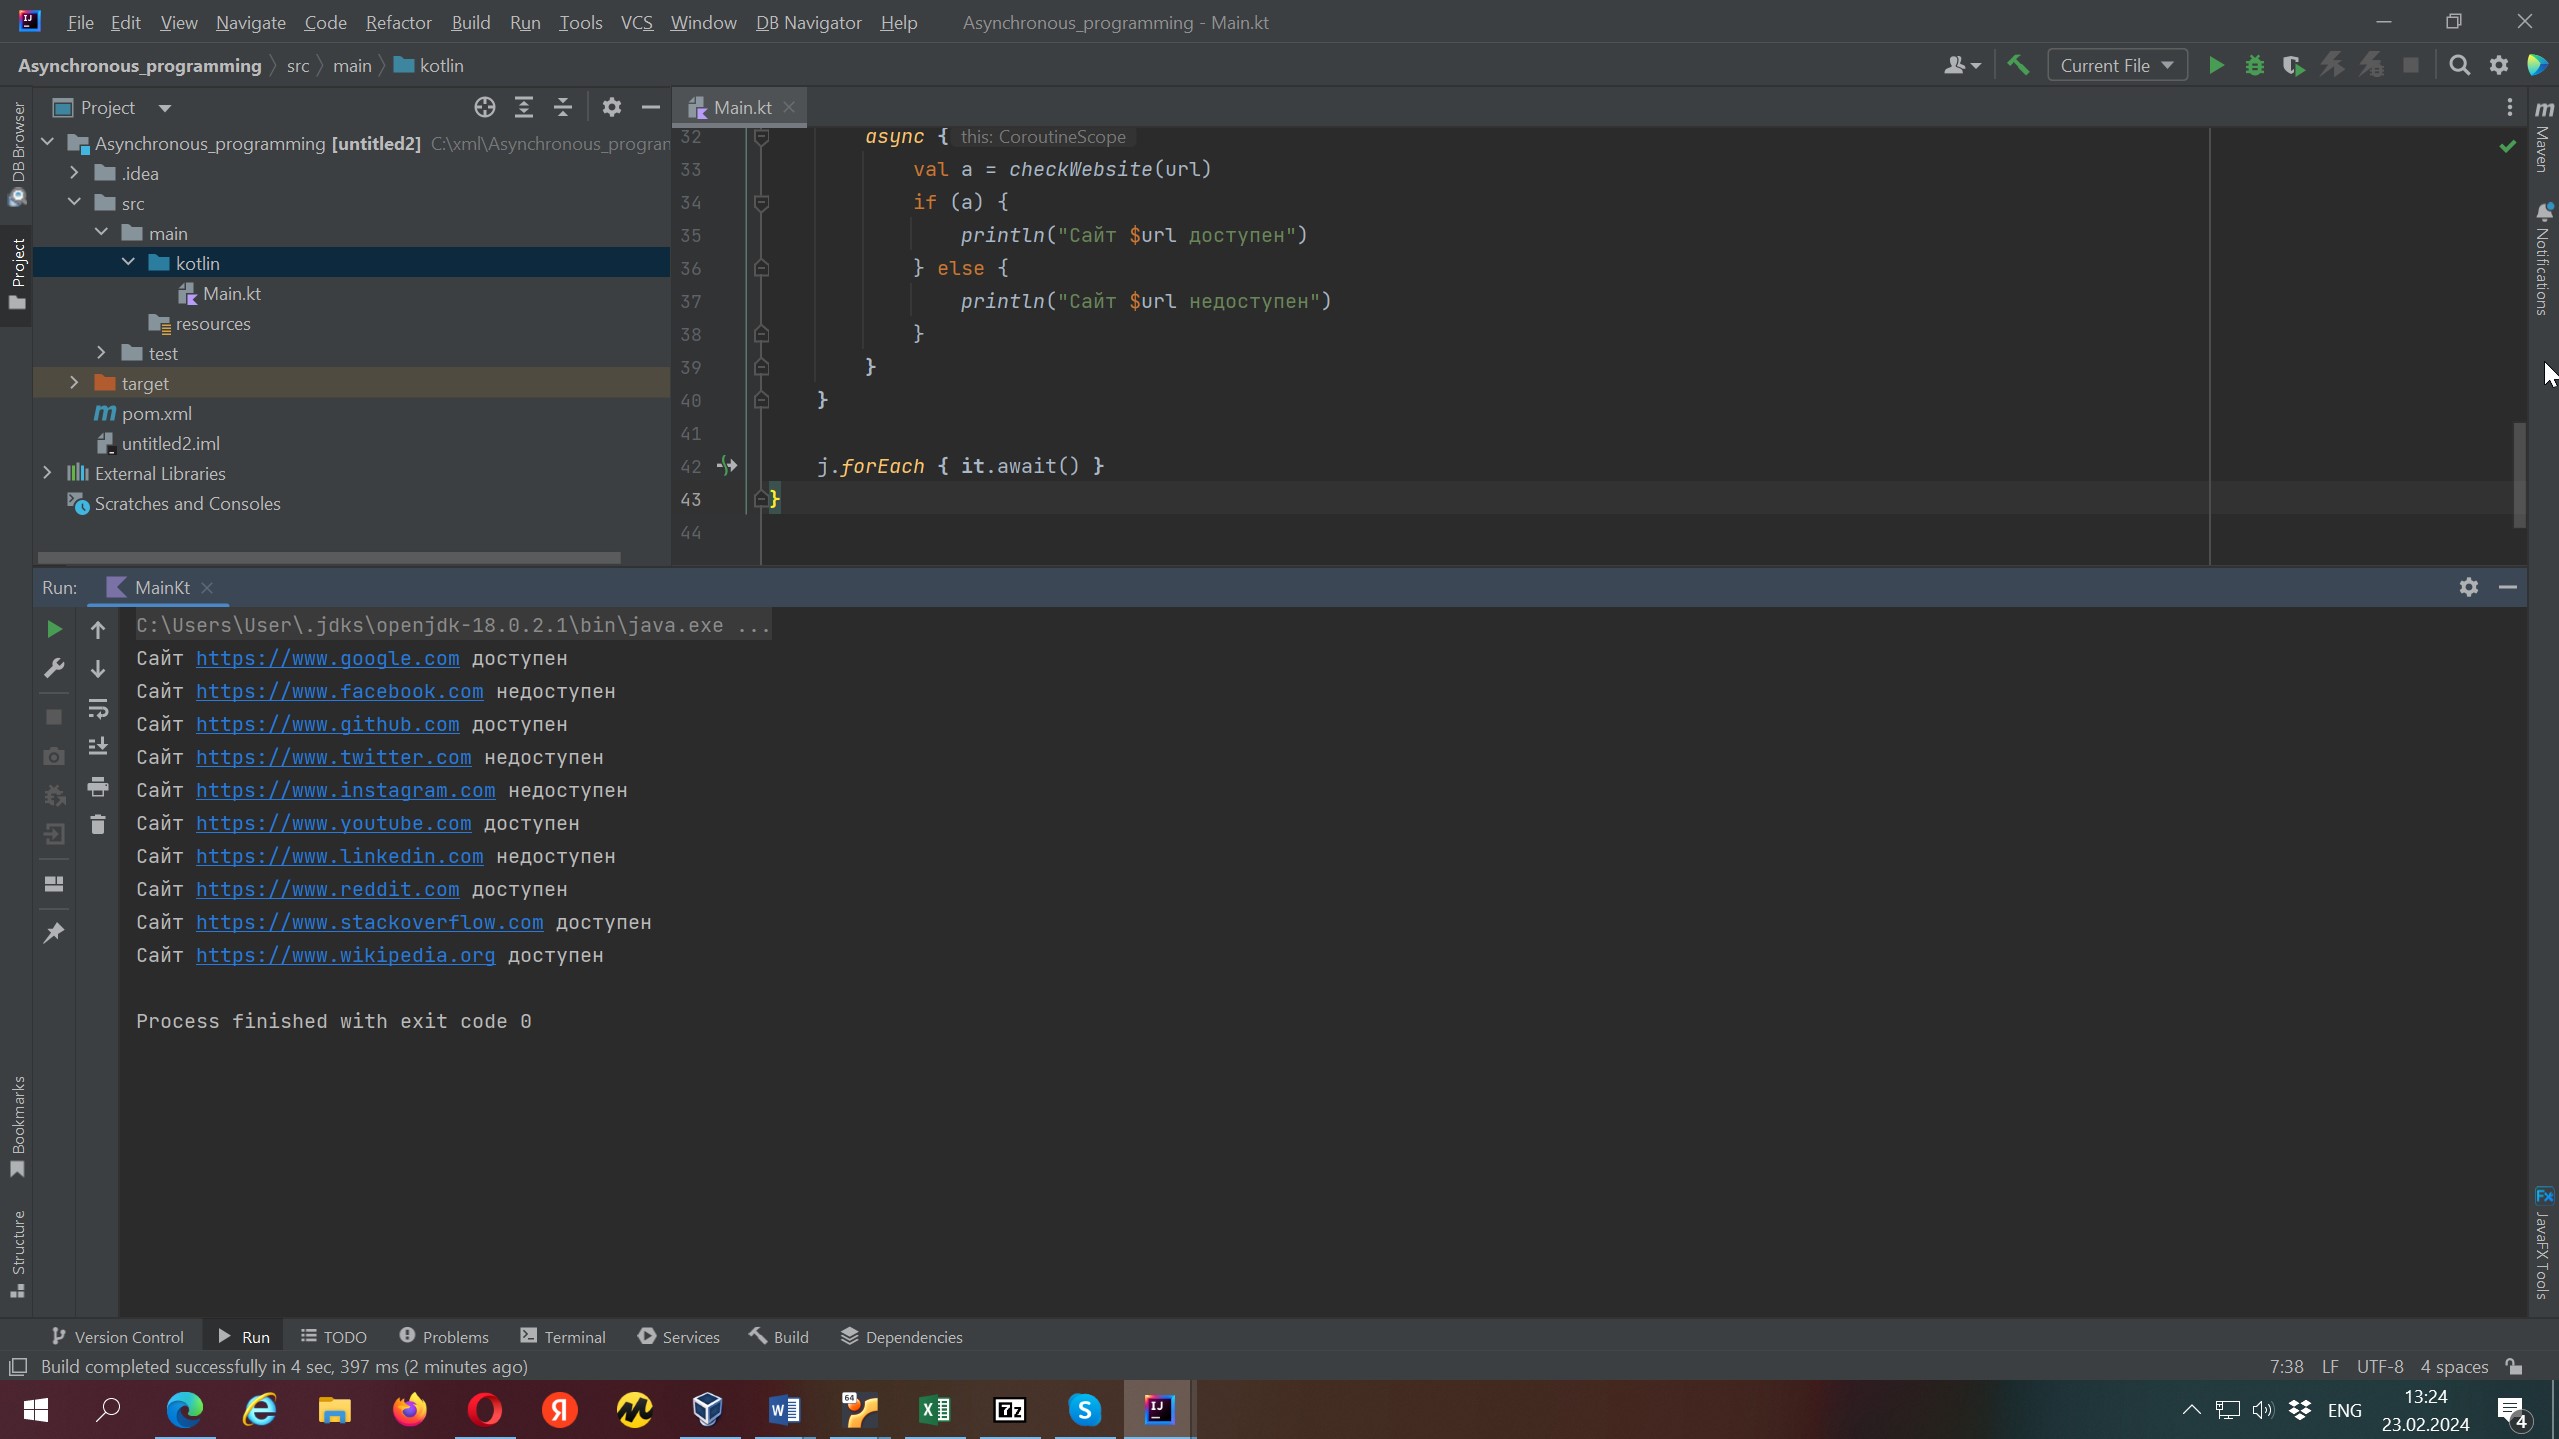 File Edit View Navigate Code Refactor Build Run Tools VCS Window DB Navigator Help Asynchronous_programming - Main.kt
Asynchronous_programming src main kotlin
Current File
Project
Main.kt
DB Browser
Project
Asynchronous_programming [untitled2] C:\xml\Asynchronous_progran
.idea
src
main
kotlin
Main.kt
resources
test
target
pom.xml
untitled2.iml
External Libraries
Scratches and Consoles
32 async { this: CoroutineScope
33 val a = checkWebsite(url)
34 if (a) {
35 println("Сайт $url доступен")
36 } else {
37 println("Сайт $url недоступен")
38 }
39 }
40 }
41
42 j.forEach { it.await() }
43 }
44
Maven
Notifications
Run: MainKt
C:\Users\User\.jdks\openjdk-18.0.2.1\bin\java.exe ...
Сайт https://www.google.com доступен
Сайт https://www.facebook.com недоступен
Сайт https://www.github.com доступен
Сайт https://www.twitter.com недоступен
Сайт https://www.instagram.com недоступен
Сайт https://www.youtube.com доступен
Сайт https://www.linkedin.com недоступен
Сайт https://www.reddit.com доступен
Сайт https://www.stackoverflow.com доступен
Сайт https://www.wikipedia.org доступен
Process finished with exit code 0
Bookmarks
Structure
JavaFX Tools
Version Control Run TODO Problems Terminal Services Build Dependencies
Build completed successfully in 4 sec, 397 ms (2 minutes ago)
7:38 LF UTF-8 4 spaces
ENG
13:24
23.02.2024
4